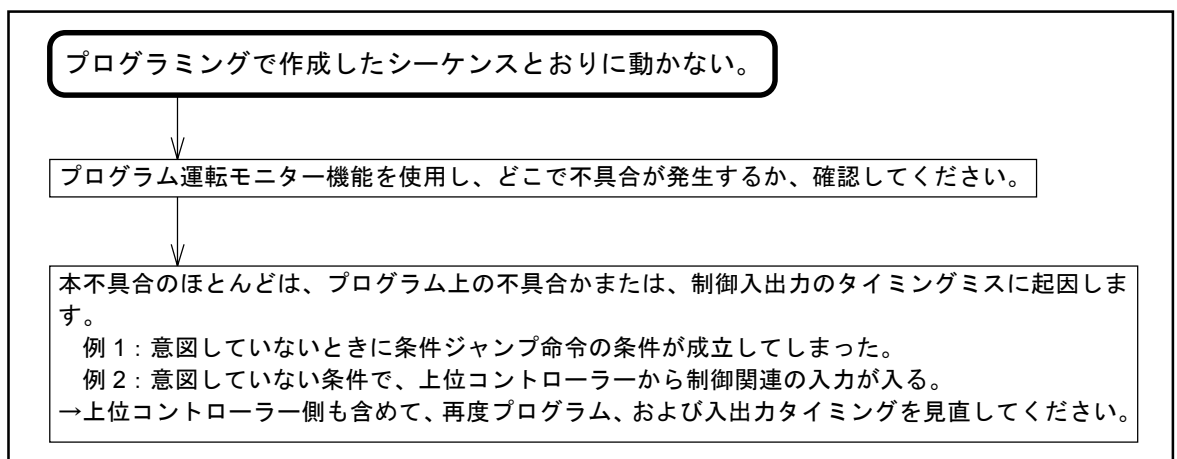 プログラミングで作成したシーケンスとおりに動かない。
プログラム運転モニター機能を使用し、どこで不具合が発生するか、確認してください。
本不具合のほとんどは、プログラム上の不具合かまたは、制御入出力のタイミングミスに起因しま
す。
例 1：意図していないときに条件ジャンプ命令の条件が成立してしまった。
例 2：意図していない条件で、上位コントローラーから制御関連の入力が入る。
→上位コントローラー側も含めて、再度プログラム、および入出力タイミングを見直してください。